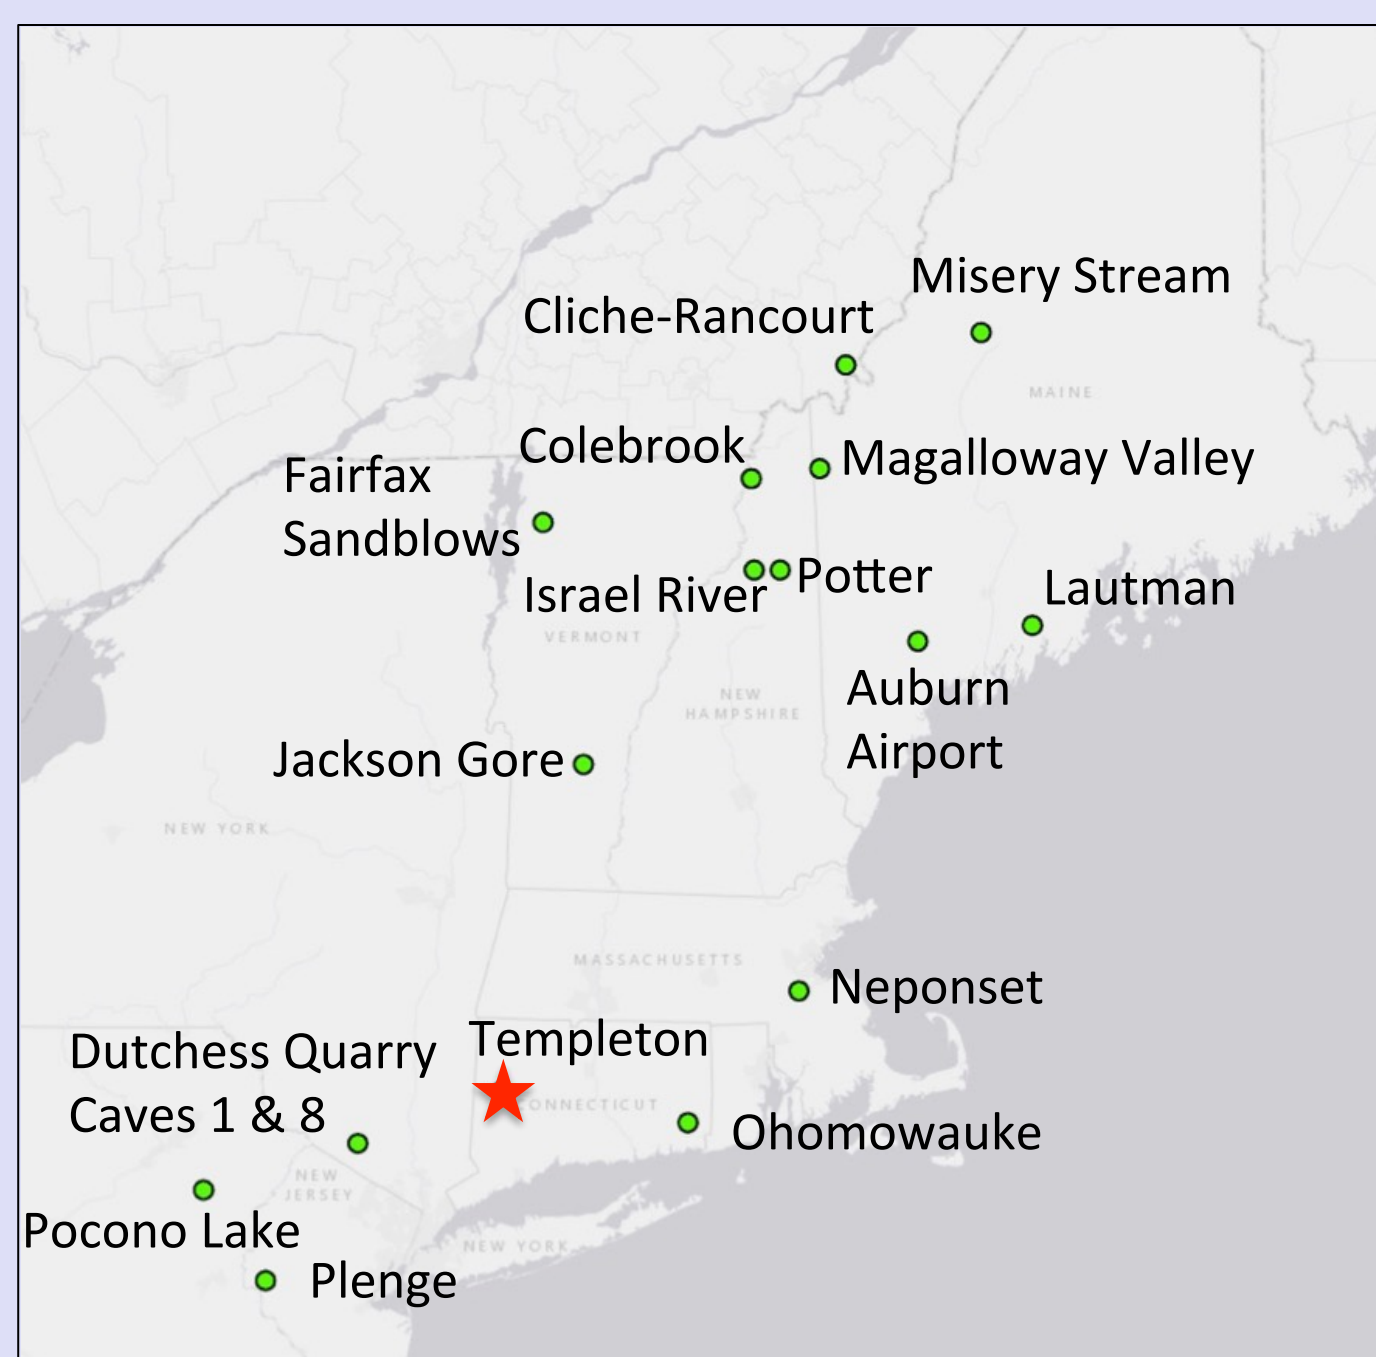 Misery Stream
Cliche-Rancourt
MAINE
Colebrook
Magalloway Valley
Fairfax
Sandblows
Israel River
Potter
Lautman
VERMONT
Auburn
Airport
NEW
HAMPSHIRE
Jackson Gore
NEW YORK
MASSACHUSETTS
Neponset
Templeton
Dutchess Quarry
Caves 1 & 8
ONNECTICUT
Ohomowauke
NEW
JERSEY
Pocono Lake
NEW YORK
Plenge